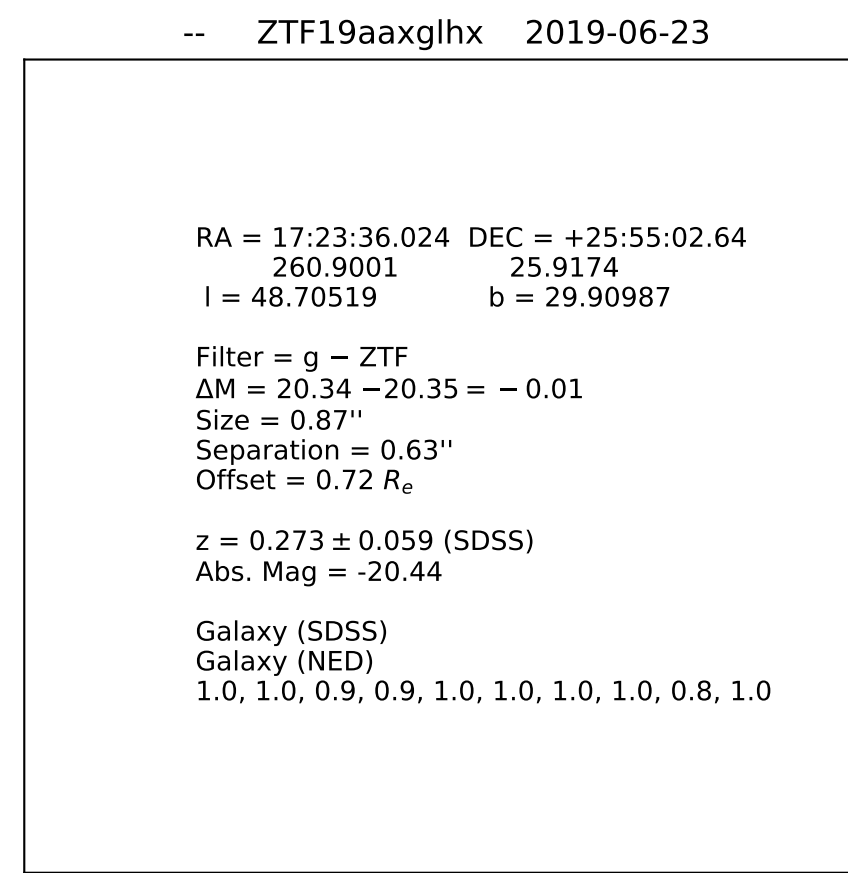 -- ZTF19aaxglhx 2019-06-23
RA = 17:23:36.024 DEC = +25:55:02.64
260.9001 25.9174
l = 48.70519 b = 29.90987
Filter = g − ZTF
ΔM = 20.34 −20.35 = − 0.01
Size = 0.87''
Separation = 0.63''
Offset = 0.72 Re
z = 0.273 ± 0.059 (SDSS)
Abs. Mag = -20.44
Galaxy (SDSS)
Galaxy (NED)
1.0, 1.0, 0.9, 0.9, 1.0, 1.0, 1.0, 1.0, 0.8, 1.0